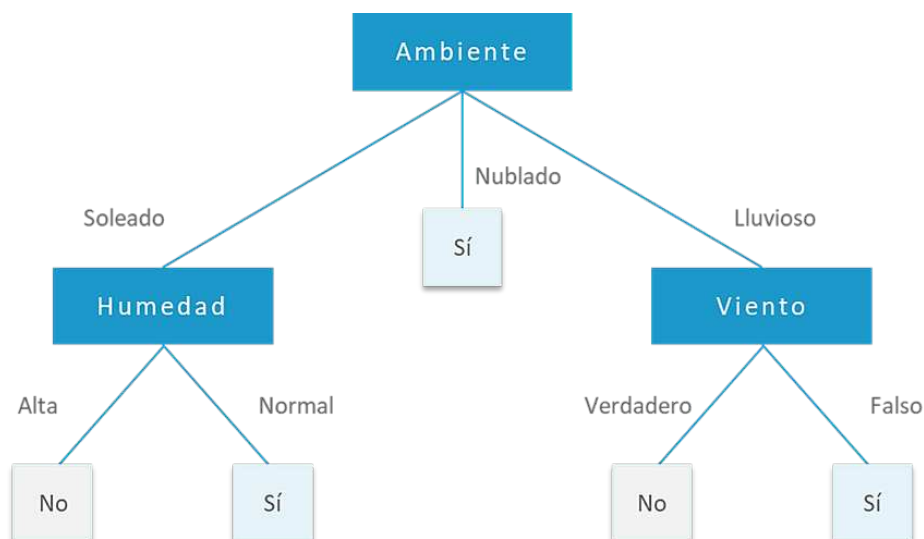 Ambiente
Nublado
Soleado
Sí
Lluvioso
Humedad
Viento
Alta
Normal
Verdadero
Falso
No
Sí
No
Sí